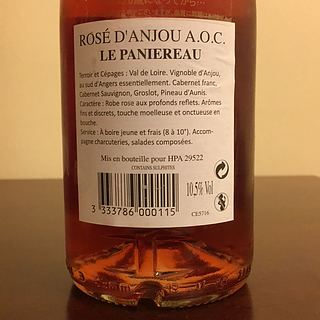 ROSÉ D'ANJOU A.O.C.
LE PANIEREAU
Terroir et Cépages : Val de Loire. Vignoble d'Anjou,
au sud d'Angers essentiellement. Cabernet franc,
Cabernet Sauvignon, Groslot, Pineau d'Aunis.
Caractère : Robe rose aux profonds reflets. Arômes
fins et discrets, touche moelleuse et onctueuse en
bouche.
Service : À boire jeune et frais (8 à 10°). Accom-
pagne charcuteries, salades composées.
Mis en bouteille pour HPA 29522
CONTAINS SULPHITES
10.5% Vol
3 333786 000115
CE5716